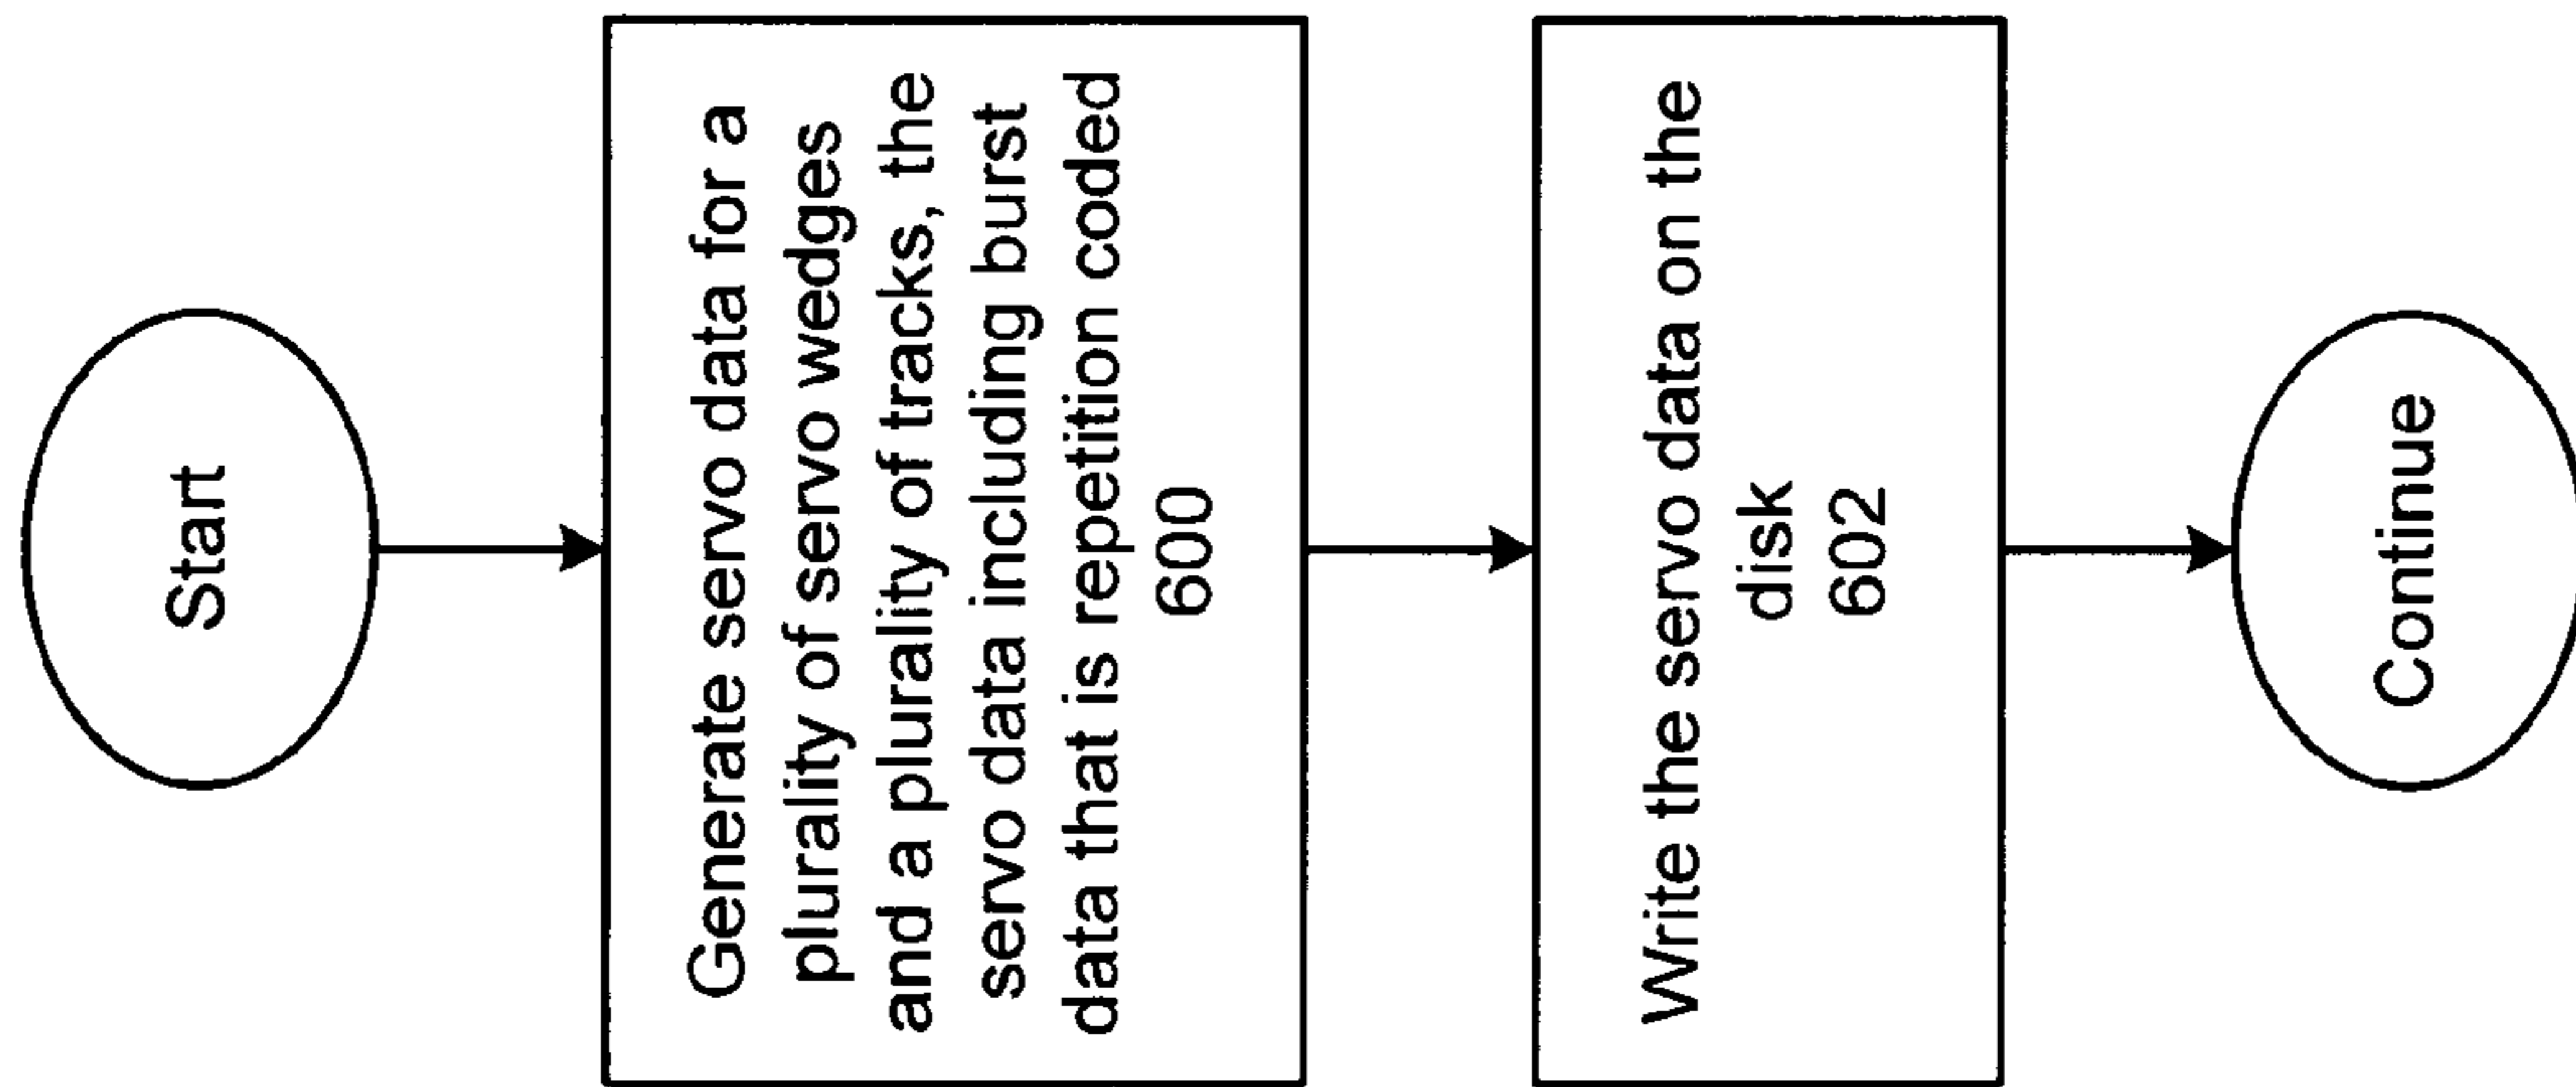 Start
Generate servo data for a
plurality of servo wedges
and a plurality of tracks, the
servo data including burst
data that is repetition coded
600
Write the servo data on the
disk
602
Continue